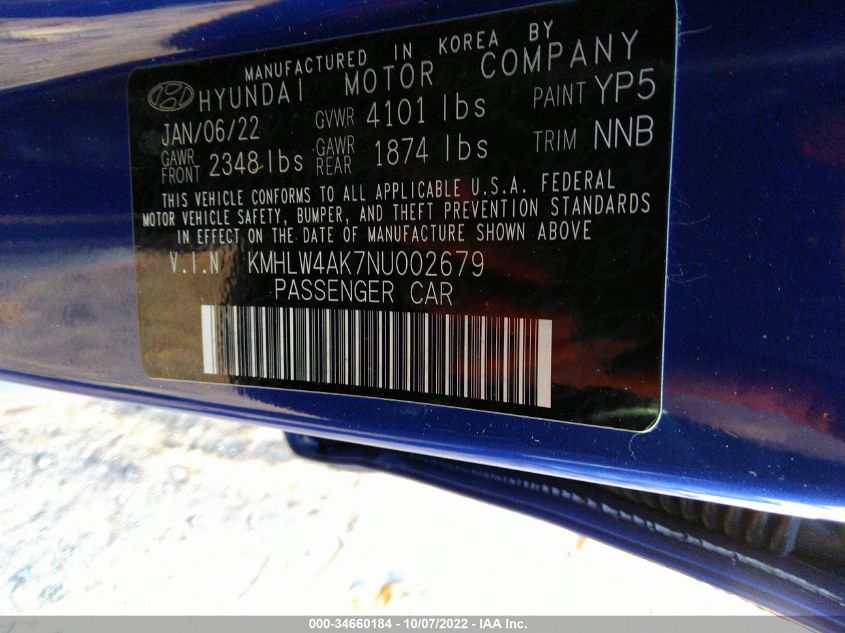 MANUFACTURED IN KOREA BY
HYUNDAI MOTOR COMPANY
JAN/06/22 GVWR 4101 lbs PAINT YP5
GAWR FRONT 2348 lbs GAWR REAR 1874 lbs TRIM NNB
THIS VEHICLE CONFORMS TO ALL APPLICABLE U.S.A. FEDERAL
MOTOR VEHICLE SAFETY, BUMPER, AND THEFT PREVENTION STANDARDS
IN EFFECT ON THE DATE OF MANUFACTURE SHOWN ABOVE
V.I.N KMHLW4AK7NU002679
PASSENGER CAR
000-34660184 - 10/07/2022 - IAA Inc.